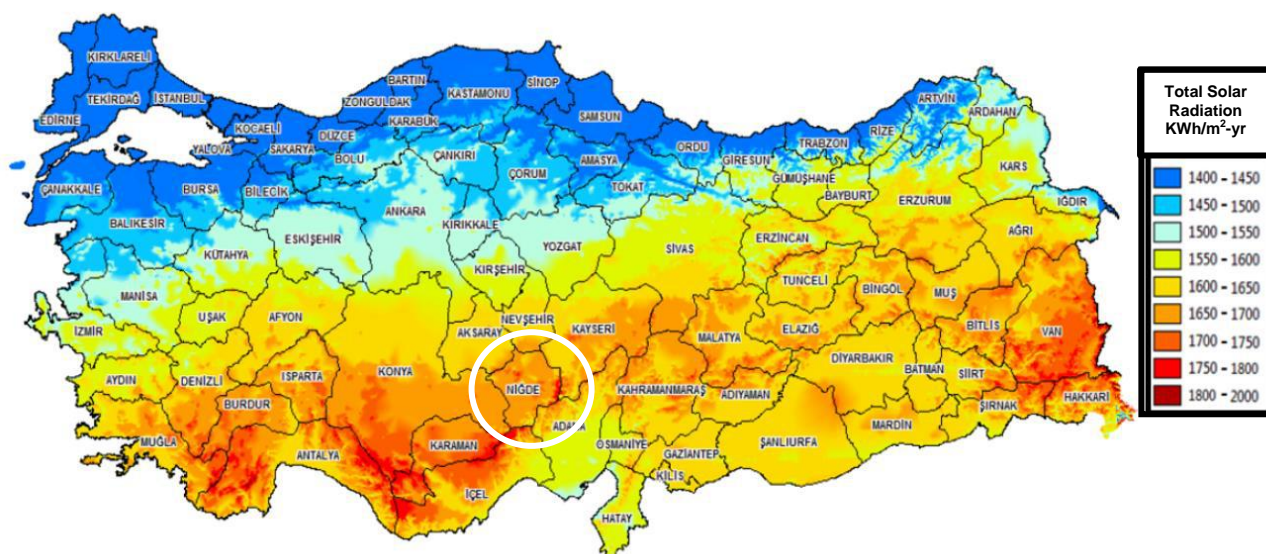 KIRKLARELİ
TEKİRDAĞ
İSTANBUL
EDİRNE
KOCAELİ
YALOVA
SAKARYA
DÜZCE
ZONGULDAK
BARTIN
KARABÜK
KASTAMONU
SİNOP
SAMSUN
ORDU
GİRESUN
TRABZON
RİZE
ARTVİN
ARDAHAN
ÇANAKKALE
BURSA
BİLECİK
BOLU
ÇANKIRI
ÇORUM
AMASYA
TOKAT
GÜMÜŞHANE
BAYBURT
ERZURUM
KARS
IĞDIR
BALIKESİR
KÜTAHYA
ESKİŞEHİR
ANKARA
KIRIKKALE
YOZGAT
SİVAS
ERZİNCAN
AĞRI
MANİSA
UŞAK
AFYON
KIRŞEHİR
NEVŞEHİR
AKSARAY
KAYSERİ
MALATYA
TUNCELİ
ELAZIĞ
BİNGÖL
MUŞ
BİTLİS
VAN
İZMİR
AYDIN
DENİZLİ
ISPARTA
BURDUR
KONYA
NİĞDE
KAHRAMANMARAŞ
ADIYAMAN
DİYARBAKIR
BATMAN
SİİRT
ŞIRNAK
HAKKARİ
MUĞLA
ANTALYA
KARAMAN
İÇEL
ADANA
OSMANİYE
GAZİANTEP
KİLİS
ŞANLIURFA
MARDİN
HATAY
Total Solar
Radiation
KWh/m²-yr
1400 - 1450
1450 - 1500
1500 - 1550
1550 - 1600
1600 - 1650
1650 - 1700
1700 - 1750
1750 - 1800
1800 - 2000